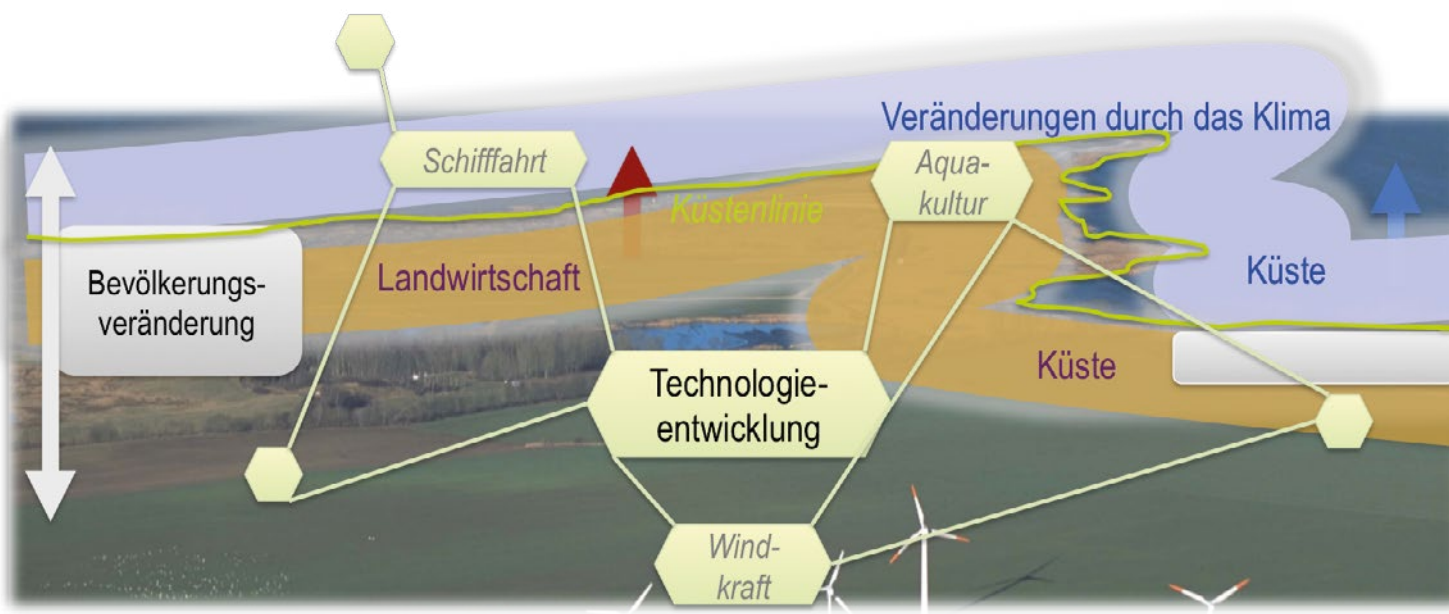 Veränderungen durch das Klima
Schifffahrt
Aqua-
kultur
Küstenlinie
Landwirtschaft
Küste
Bevölkerungs-
veränderung
Küste
Technologie-
entwicklung
Wind-
kraft